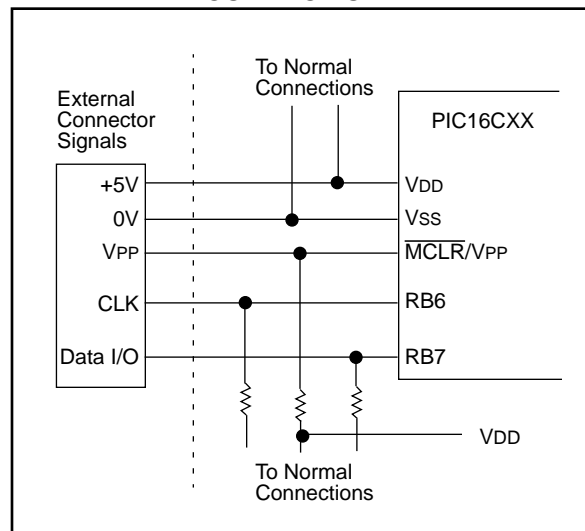 To Normal
Connections
External
Connector
Signals
PIC16CXX
+5V
VDD
0V
VSS
VPP
MCLR/VPP
CLK
RB6
Data I/O
RB7
VDD
To Normal
Connections